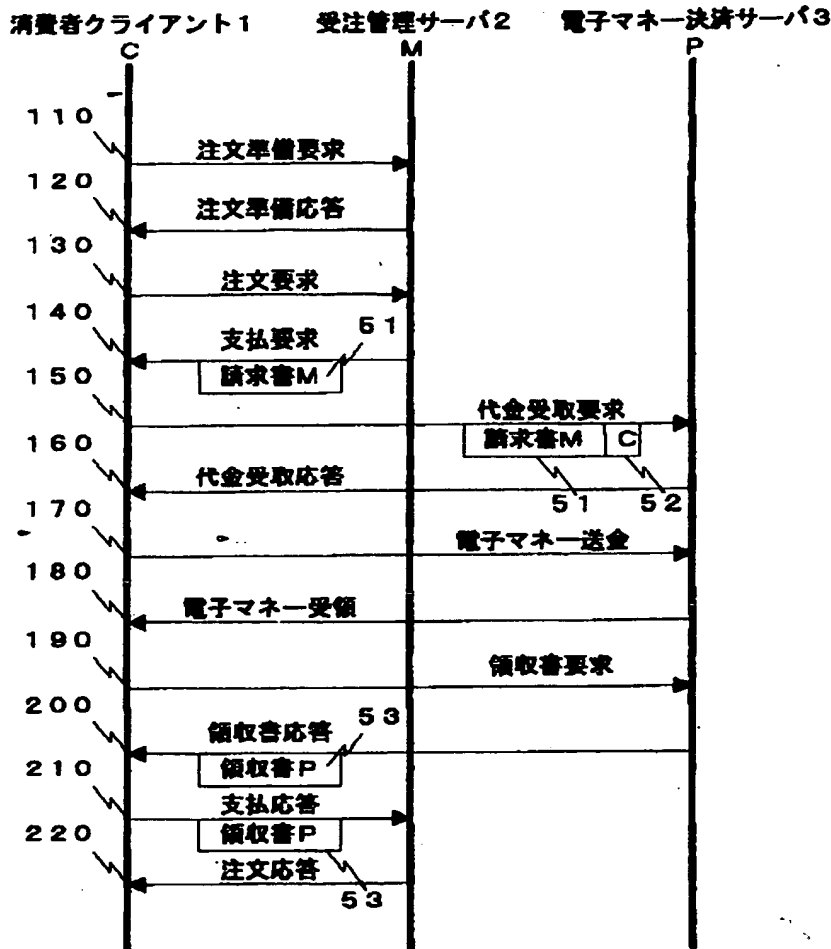 消費者クライアント1 受注管理サーバ2 電子マネー決済サーバ3
C M P
110
注文準備要求
120
注文準備応答
130
注文要求
140
支払要求 51
150
請求書M
代金受取要求
160
請求書M C
代金受取応答
51 52
170
電子マネー送金
180
電子マネー受領
190
領収書要求
200
領収書応答 53
210
領収書P
支払応答
220
領収書P
注文応答
53